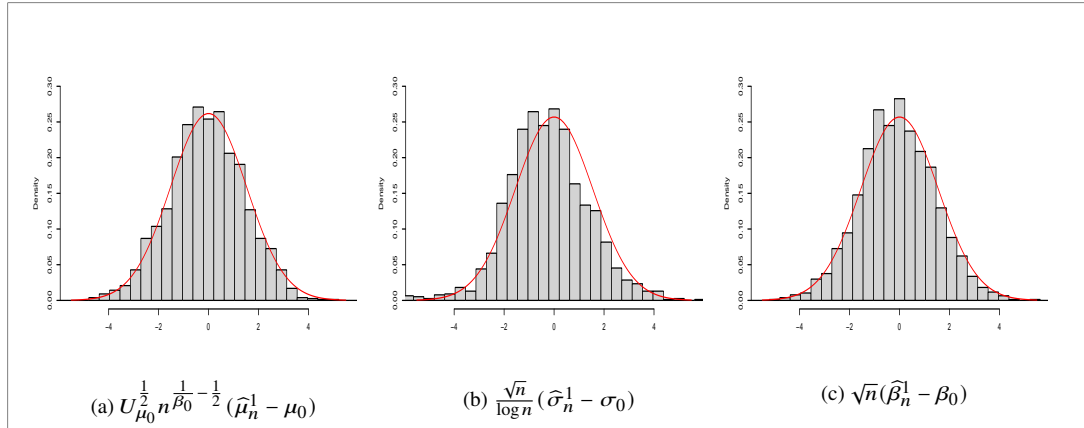 0.30 0.30 0.30
0.25 0.25 0.25
0.20 0.20 0.20
Density Density Density
0.15 0.15 0.15
0.10 0.10 0.10
0.05 0.05 0.05
0.00 0.00 0.00
−4 −2 0 2 4 −4 −2 0 2 4 −4 −2 0 2 4
(a) $U_{\mu_0}^{\frac{1}{2}} n^{\frac{1}{\beta_0}-\frac{1}{2}} (\widehat{\mu}_n^1 - \mu_0)$
(b) $\frac{\sqrt{n}}{\log n} (\widehat{\sigma}_n^1 - \sigma_0)$
(c) $\sqrt{n} (\widehat{\beta}_n^1 - \beta_0)$